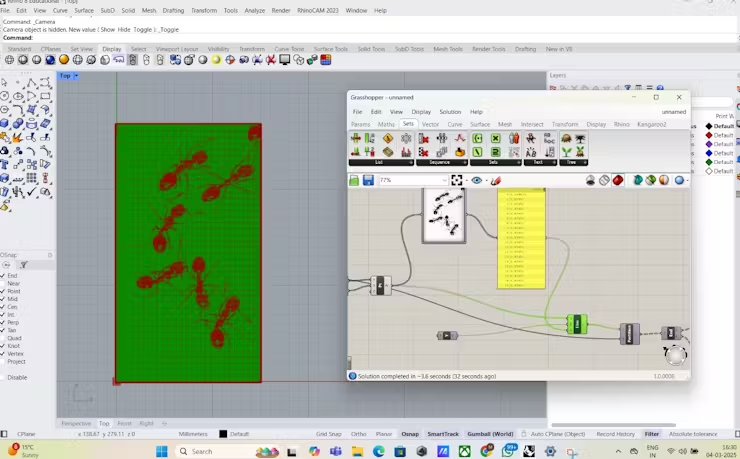 File Edit View Curve Surface SubD Solid Mesh Drafting Transform Tools Analyze Render Panels RhinoCAM 2023 Window Help
Command: _Camera
Camera object is hidden. New value ( Show Hide Toggle ): _Toggle
Command:
Standard CPlanes Set View Display Select Viewport Layout Visibility Transform Curve Tools Surface Tools Solid Tools SubD Tools Mesh Tools Render Tools Drafting New in V8
Top
Layers
Grasshopper - unnamed
File Edit View Display Solution Help
unnamed
Params Maths Sets Vector Curve Surface Mesh Intersect Transform Display Rhino Kangaroo2
List Sequence Sets Text Tree
77%
Default
Default
Default
Default
Default
Default
Solution completed in ~3.6 seconds (32 seconds ago)
1.0.0008
OSnap
End
Near
Point
Mid
Cen
Int
Perp
Tan
Quad
Knot
Vertex
Project
Disable
Perspective Top Front Right
CPlane x 138.67 y 279.11 z 0 Millimeters Default Grid Snap Ortho Planar Osnap SmartTrack Gumball (World) Auto CPlane (Object) Record History Filter Absolute tolerance:
15°C
Sunny
Search
99+
ENG
IN
16:30
04-03-2025